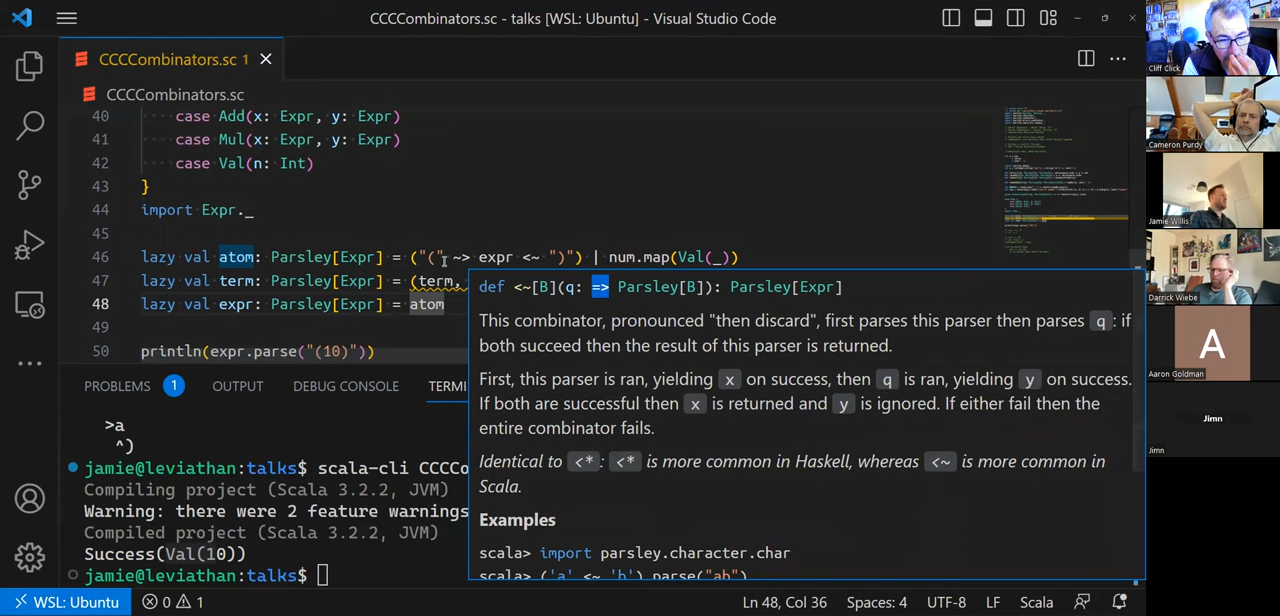 CCCCombinators.sc - talks [WSL: Ubuntu] - Visual Studio Code
CCCCombinators.sc 1
CCCCombinators.sc
40 case Add(x: Expr, y: Expr)
41 case Mul(x: Expr, y: Expr)
42 case Val(n: Int)
43 }
44 import Expr._
45
46 lazy val atom: Parsley[Expr] = ("(" ~> expr <~ ")") | num.map(Val(_))
47 lazy val term: Parsley[Expr] = (term,
48 lazy val expr: Parsley[Expr] = atom
49
50 println(expr.parse("(10)"))
def <~[B](q: => Parsley[B]): Parsley[Expr]
This combinator, pronounced "then discard", first parses this parser then parses q: if
both succeed then the result of this parser is returned.
First, this parser is ran, yielding x on success, then q is ran, yielding y on success.
If both are successful then x is returned and y is ignored. If either fail then the
entire combinator fails.
Identical to <*: <* is more common in Haskell, whereas <~ is more common in
Scala.
Examples
scala> import parsley.character.char
scala> ('a' <~ 'b').parse("ab")
PROBLEMS 1 OUTPUT DEBUG CONSOLE TERMI
>a
^)
jamie@leviathan:talks$ scala-cli CCCCo
Compiling project (Scala 3.2.2, JVM)
Warning: there were 2 feature warnings
Compiled project (Scala 3.2.2, JVM)
Success(Val(10))
jamie@leviathan:talks$
WSL: Ubuntu 0 1 Ln 48, Col 36 Spaces: 4 UTF-8 LF Scala
Cliff Click
Cameron Purdy
Jamie Willis
Darrick Wiebe
A
Aaron Goldman
Jimn
Jimn